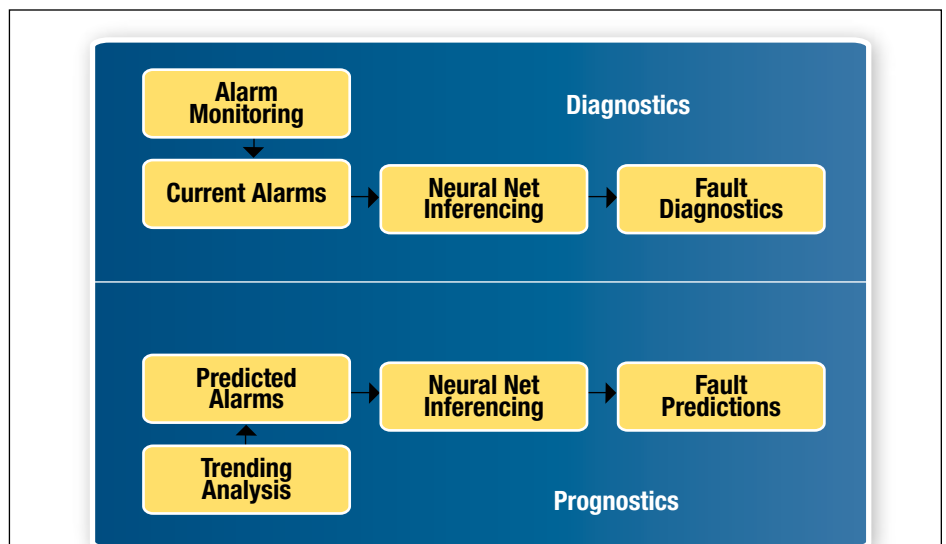 Alarm
Monitoring
Diagnostics
Current Alarms
Neural Net
Inferencing
Fault
Diagnostics
Predicted
Alarms
Neural Net
Inferencing
Fault
Predictions
Trending
Analysis
Prognostics